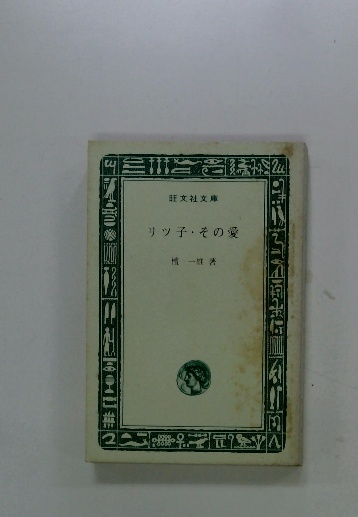 旺文社文庫
リツ子・その愛
檀 一雄 著